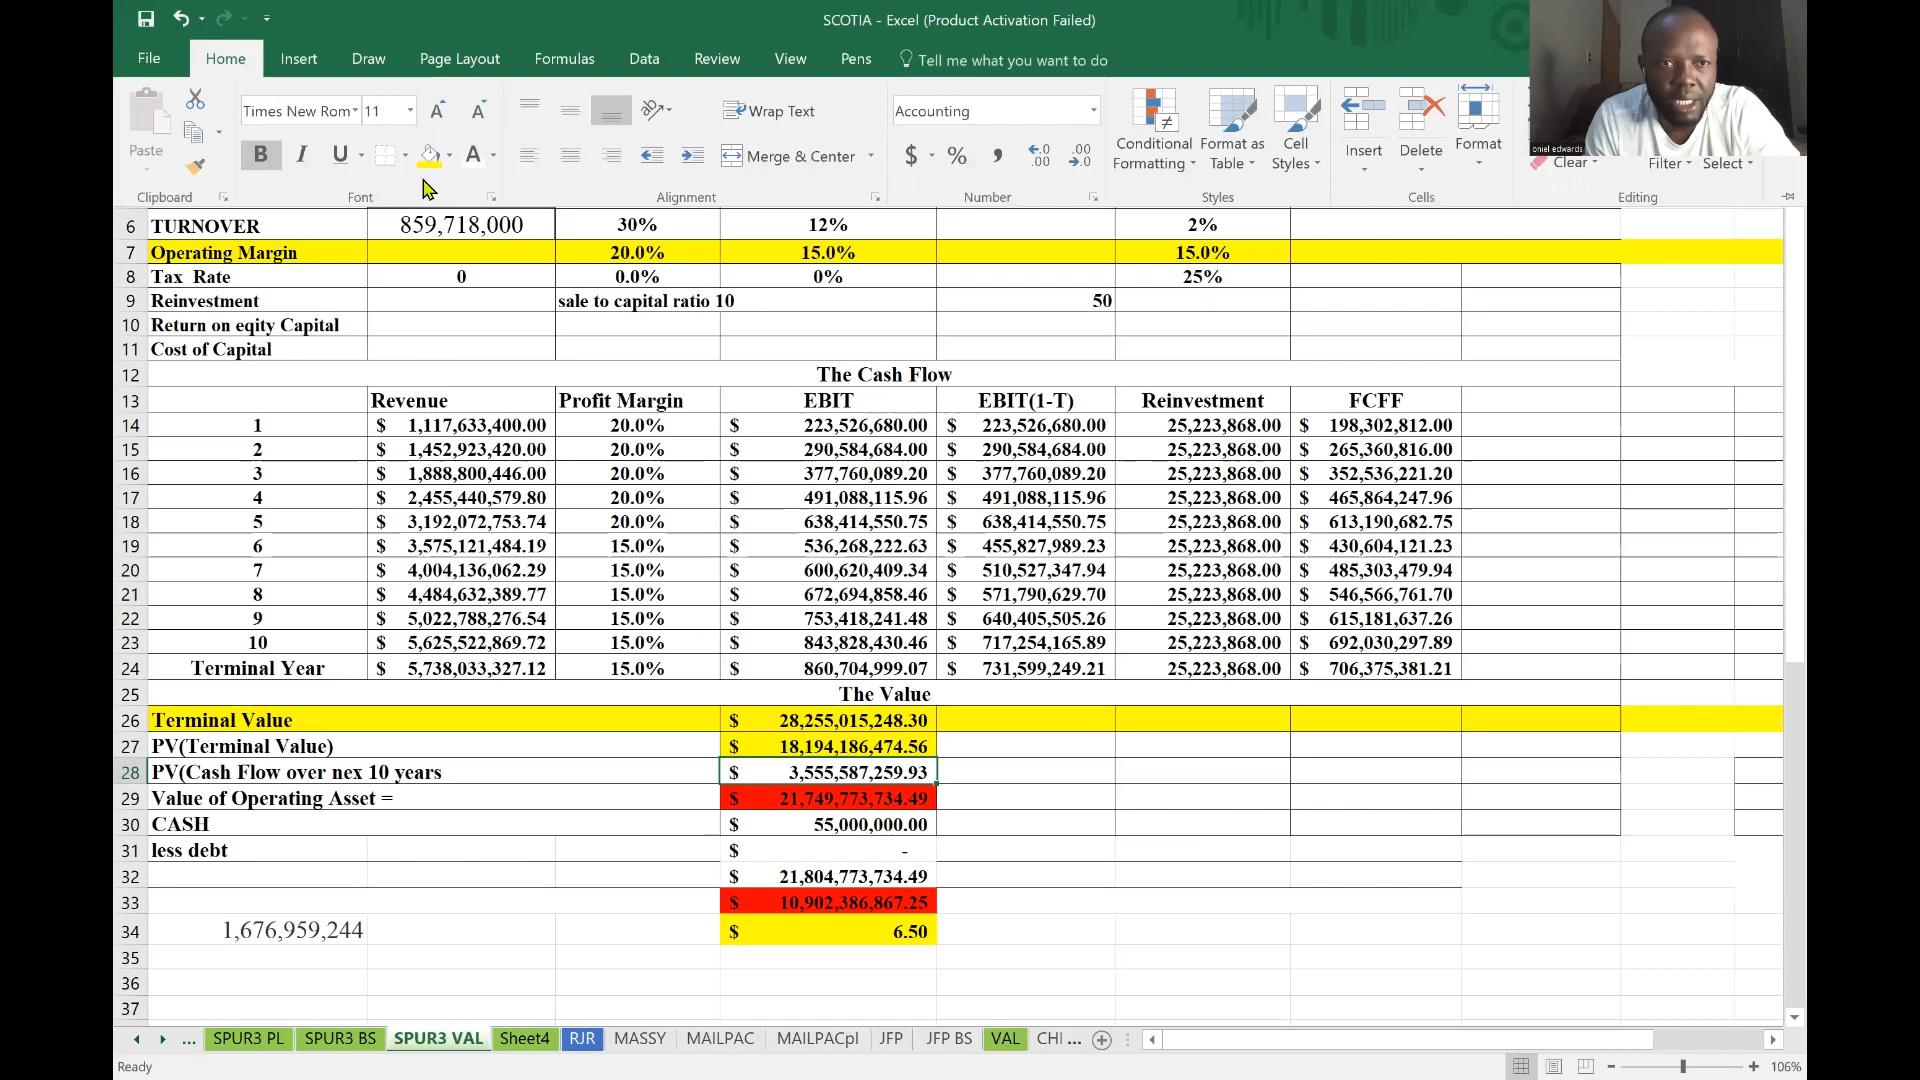 SCOTIA - Excel (Product Activation Failed)
File Home Insert Draw Page Layout Formulas Data Review View Pens Tell me what you want to do
Times New Rom 11 Wrap Text Accounting
Paste B I U A Merge & Center $ % , Conditional Formatting Format as Table Cell Styles Insert Delete Format Clear Filter Select
oniel edwards
Clipboard Font Alignment Number Styles Cells Editing
6 TURNOVER 859,718,000 30% 12% 2%
7 Operating Margin 20.0% 15.0% 15.0%
8 Tax Rate 0 0.0% 0% 25%
9 Reinvestment sale to capital ratio 10 50
10 Return on eqity Capital
11 Cost of Capital
12 The Cash Flow
13 Revenue Profit Margin EBIT EBIT(1-T) Reinvestment FCFF
14 1 $ 1,117,633,400.00 20.0% $ 223,526,680.00 $ 223,526,680.00 25,223,868.00 $ 198,302,812.00
15 2 $ 1,452,923,420.00 20.0% $ 290,584,684.00 $ 290,584,684.00 25,223,868.00 $ 265,360,816.00
16 3 $ 1,888,800,446.00 20.0% $ 377,760,089.20 $ 377,760,089.20 25,223,868.00 $ 352,536,221.20
17 4 $ 2,455,440,579.80 20.0% $ 491,088,115.96 $ 491,088,115.96 25,223,868.00 $ 465,864,247.96
18 5 $ 3,192,072,753.74 20.0% $ 638,414,550.75 $ 638,414,550.75 25,223,868.00 $ 613,190,682.75
19 6 $ 3,575,121,484.19 15.0% $ 536,268,222.63 $ 455,827,989.23 25,223,868.00 $ 430,604,121.23
20 7 $ 4,004,136,062.29 15.0% $ 600,620,409.34 $ 510,527,347.94 25,223,868.00 $ 485,303,479.94
21 8 $ 4,484,632,389.77 15.0% $ 672,694,858.46 $ 571,790,629.70 25,223,868.00 $ 546,566,761.70
22 9 $ 5,022,788,276.54 15.0% $ 753,418,241.48 $ 640,405,505.26 25,223,868.00 $ 615,181,637.26
23 10 $ 5,625,522,869.72 15.0% $ 843,828,430.46 $ 717,254,165.89 25,223,868.00 $ 692,030,297.89
24 Terminal Year $ 5,738,033,327.12 15.0% $ 860,704,999.07 $ 731,599,249.21 25,223,868.00 $ 706,375,381.21
25 The Value
26 Terminal Value $ 28,255,015,248.30
27 PV(Terminal Value) $ 18,194,186,474.56
28 PV(Cash Flow over nex 10 years $ 3,555,587,259.93
29 Value of Operating Asset = $ 21,749,773,734.49
30 CASH $ 55,000,000.00
31 less debt $ -
32 $ 21,804,773,734.49
33 $ 10,902,386,867.25
34 1,676,959,244 $ 6.50
35
36
37
... SPUR3 PL SPUR3 BS SPUR3 VAL Sheet4 RJR MASSY MAILPAC MAILPACpl JFP JFP BS VAL CHI ...
Ready 106%